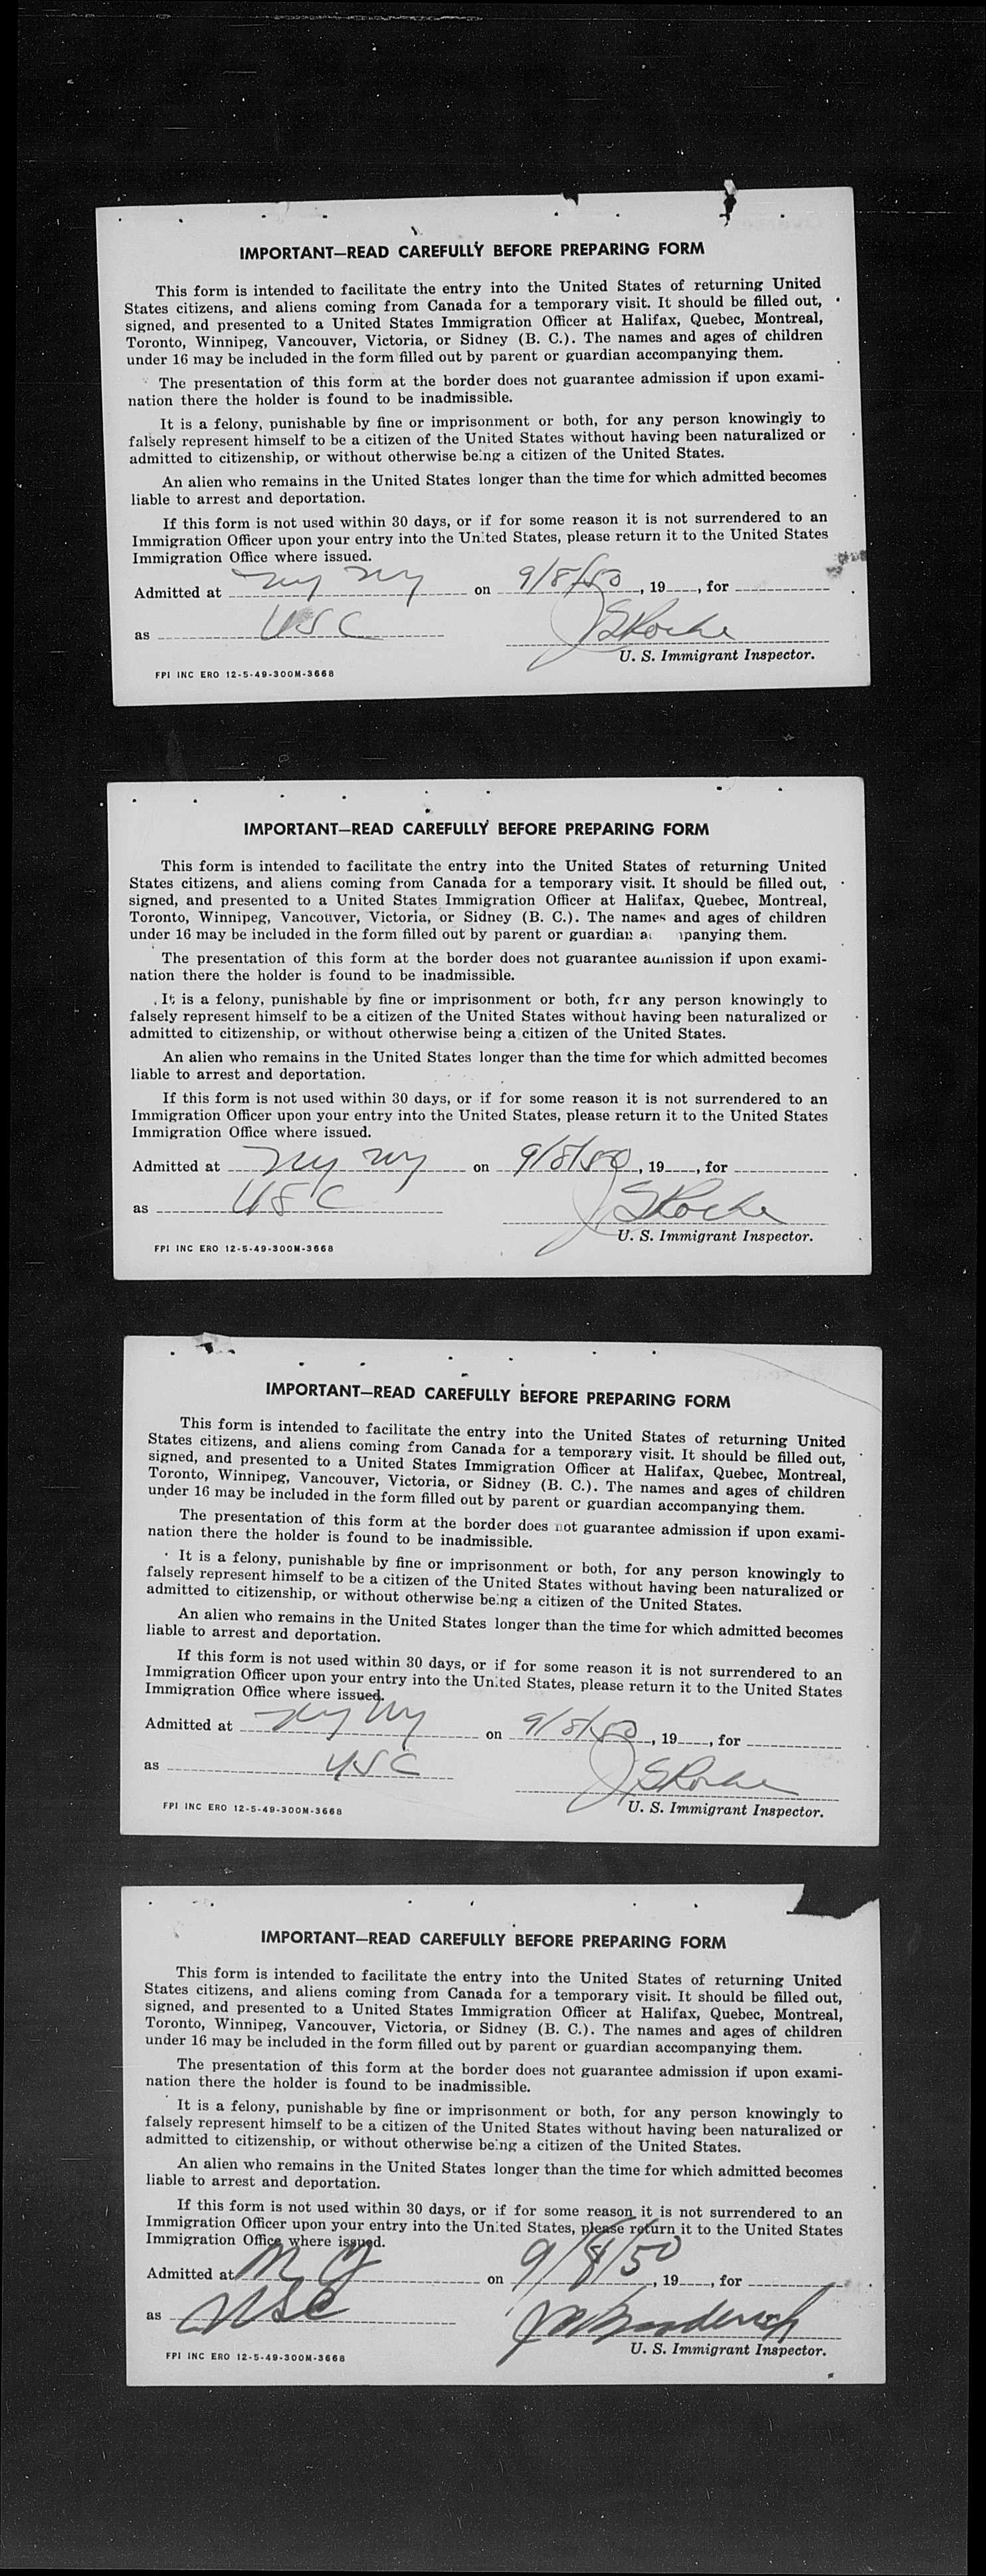 IMPORTANT—READ CAREFULLY BEFORE PREPARING FORM
This form is intended to facilitate the entry into the United States of returning United
States citizens, and aliens coming from Canada for a temporary visit. It should be filled out,
signed, and presented to a United States Immigration Officer at Halifax, Quebec, Montreal,
Toronto, Winnipeg, Vancouver, Victoria, or Sidney (B. C.). The names and ages of children
under 16 may be included in the form filled out by parent or guardian accompanying them.
The presentation of this form at the border does not guarantee admission if upon exami-
nation there the holder is found to be inadmissible.
It is a felony, punishable by fine or imprisonment or both, for any person knowingly to
falsely represent himself to be a citizen of the United States without having been naturalized or
admitted to citizenship, or without otherwise being a citizen of the United States.
An alien who remains in the United States longer than the time for which admitted becomes
liable to arrest and deportation.
If this form is not used within 30 days, or if for some reason it is not surrendered to an
Immigration Officer upon your entry into the United States, please return it to the United States
Immigration Office where issued.
Admitted at NY NY on 9/8/50, 19, for
as USC JSRoche
U. S. Immigrant Inspector.
FPI INC ERO 12-5-49-300M-3668
IMPORTANT—READ CAREFULLY BEFORE PREPARING FORM
This form is intended to facilitate the entry into the United States of returning United
States citizens, and aliens coming from Canada for a temporary visit. It should be filled out,
signed, and presented to a United States Immigration Officer at Halifax, Quebec, Montreal,
Toronto, Winnipeg, Vancouver, Victoria, or Sidney (B. C.). The names and ages of children
under 16 may be included in the form filled out by parent or guardian a npanying them.
The presentation of this form at the border does not guarantee admission if upon exami-
nation there the holder is found to be inadmissible.
It is a felony, punishable by fine or imprisonment or both, for any person knowingly to
falsely represent himself to be a citizen of the United States without having been naturalized or
admitted to citizenship, or without otherwise being a citizen of the United States.
An alien who remains in the United States longer than the time for which admitted becomes
liable to arrest and deportation.
If this form is not used within 30 days, or if for some reason it is not surrendered to an
Immigration Officer upon your entry into the United States, please return it to the United States
Immigration Office where issued.
Admitted at NY NY on 9/8/50, 19, for
as USC JSRoche
U. S. Immigrant Inspector.
FPI INC ERO 12-5-49-300M-3668
IMPORTANT—READ CAREFULLY BEFORE PREPARING FORM
This form is intended to facilitate the entry into the United States of returning United
States citizens, and aliens coming from Canada for a temporary visit. It should be filled out,
signed, and presented to a United States Immigration Officer at Halifax, Quebec, Montreal,
Toronto, Winnipeg, Vancouver, Victoria, or Sidney (B. C.). The names and ages of children
under 16 may be included in the form filled out by parent or guardian accompanying them.
The presentation of this form at the border does not guarantee admission if upon exami-
nation there the holder is found to be inadmissible.
It is a felony, punishable by fine or imprisonment or both, for any person knowingly to
falsely represent himself to be a citizen of the United States without having been naturalized or
admitted to citizenship, or without otherwise being a citizen of the United States.
An alien who remains in the United States longer than the time for which admitted becomes
liable to arrest and deportation.
If this form is not used within 30 days, or if for some reason it is not surrendered to an
Immigration Officer upon your entry into the United States, please return it to the United States
Immigration Office where issued.
Admitted at NY NY on 9/8/50, 19, for
as USC JSRoche
U. S. Immigrant Inspector.
FPI INC ERO 12-5-49-300M-3668
IMPORTANT—READ CAREFULLY BEFORE PREPARING FORM
This form is intended to facilitate the entry into the United States of returning United
States citizens, and aliens coming from Canada for a temporary visit. It should be filled out,
signed, and presented to a United States Immigration Officer at Halifax, Quebec, Montreal,
Toronto, Winnipeg, Vancouver, Victoria, or Sidney (B. C.). The names and ages of children
under 16 may be included in the form filled out by parent or guardian accompanying them.
The presentation of this form at the border does not guarantee admission if upon exami-
nation there the holder is found to be inadmissible.
It is a felony, punishable by fine or imprisonment or both, for any person knowingly to
falsely represent himself to be a citizen of the United States without having been naturalized or
admitted to citizenship, or without otherwise being a citizen of the United States.
An alien who remains in the United States longer than the time for which admitted becomes
liable to arrest and deportation.
If this form is not used within 30 days, or if for some reason it is not surrendered to an
Immigration Officer upon your entry into the United States, please return it to the United States
Immigration Office where issued.
Admitted at N Y on 9/8/50, 19, for
as USC
U. S. Immigrant Inspector.
FPI INC ERO 12-5-49-300M-3668